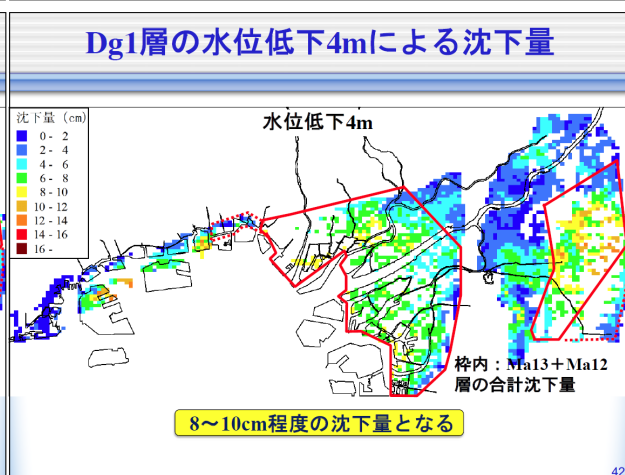 Dg1層の水位低下4mによる沈下量
沈下量 (cm)
0- 2
2- 4
4- 6
6- 8
8-10
10-12
12-14
14-16
16-
水位低下4m
枠内：Ma13＋Ma12
層の合計沈下量
8～10cm程度の沈下量となる
42